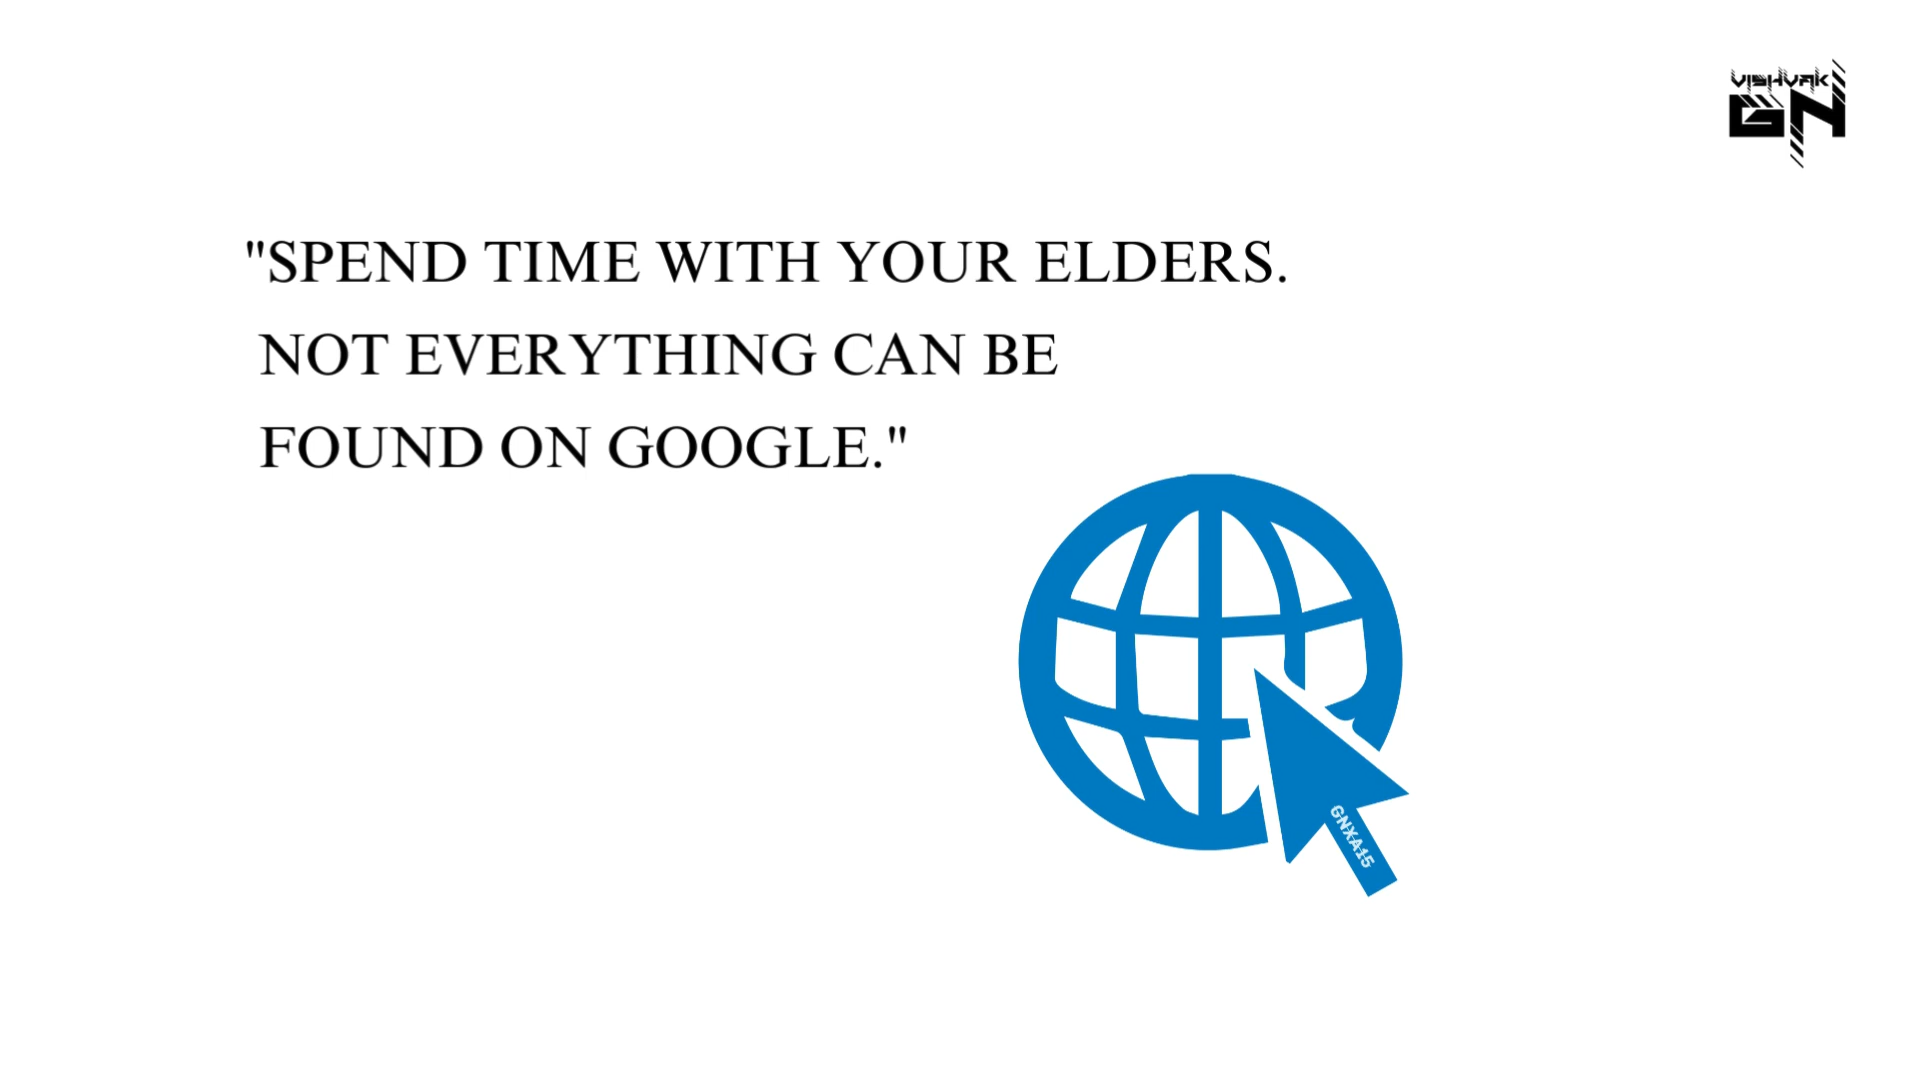 VISHVAK
GN
"SPEND TIME WITH YOUR ELDERS.
NOT EVERYTHING CAN BE
FOUND ON GOOGLE."
GNXA15